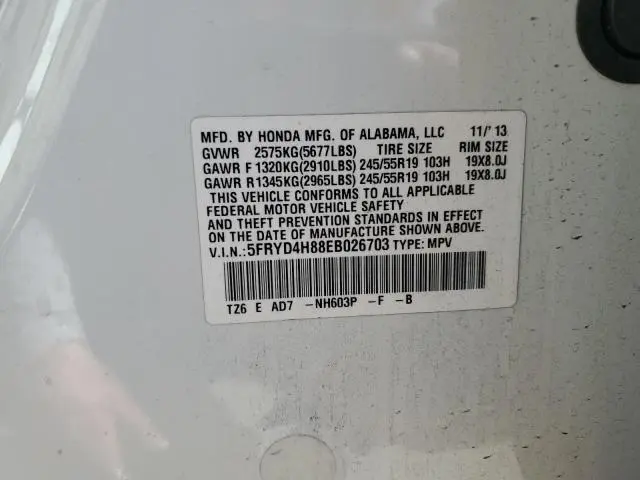 MFD. BY HONDA MFG. OF ALABAMA, LLC 11/'13
GVWR 2575KG(5677LBS) TIRE SIZE RIM SIZE
GAWR F 1320KG(2910LBS) 245/55R19 103H 19X8.0J
GAWR R 1345KG(2965LBS) 245/55R19 103H 19X8.0J
THIS VEHICLE CONFORMS TO ALL APPLICABLE
FEDERAL MOTOR VEHICLE SAFETY
AND THEFT PREVENTION STANDARDS IN EFFECT
ON THE DATE OF MANUFACTURE SHOWN ABOVE.
V.I.N.:5FRYD4H88EB026703 TYPE: MPV
TZ6 E AD7 -NH603P -F -B